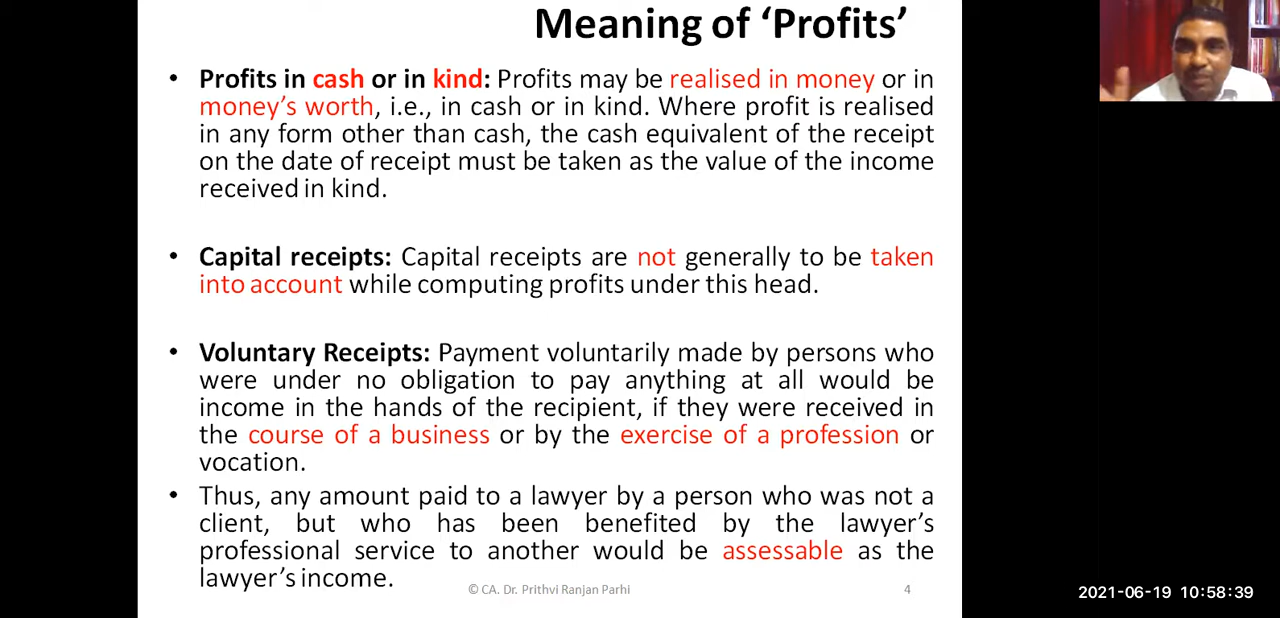 Meaning of ‘Profits’
• Profits in cash or in kind: Profits may be realised in money or in
money’s worth, i.e., in cash or in kind. Where profit is realised
in any form other than cash, the cash equivalent of the receipt
on the date of receipt must be taken as the value of the income
received in kind.
• Capital receipts: Capital receipts are not generally to be taken
into account while computing profits under this head.
• Voluntary Receipts: Payment voluntarily made by persons who
were under no obligation to pay anything at all would be
income in the hands of the recipient, if they were received in
the course of a business or by the exercise of a profession or
vocation.
• Thus, any amount paid to a lawyer by a person who was not a
client, but who has been benefited by the lawyer’s
professional service to another would be assessable as the
lawyer’s income.
© CA. Dr. Prithvi Ranjan Parhi
4
2021-06-19 10:58:39